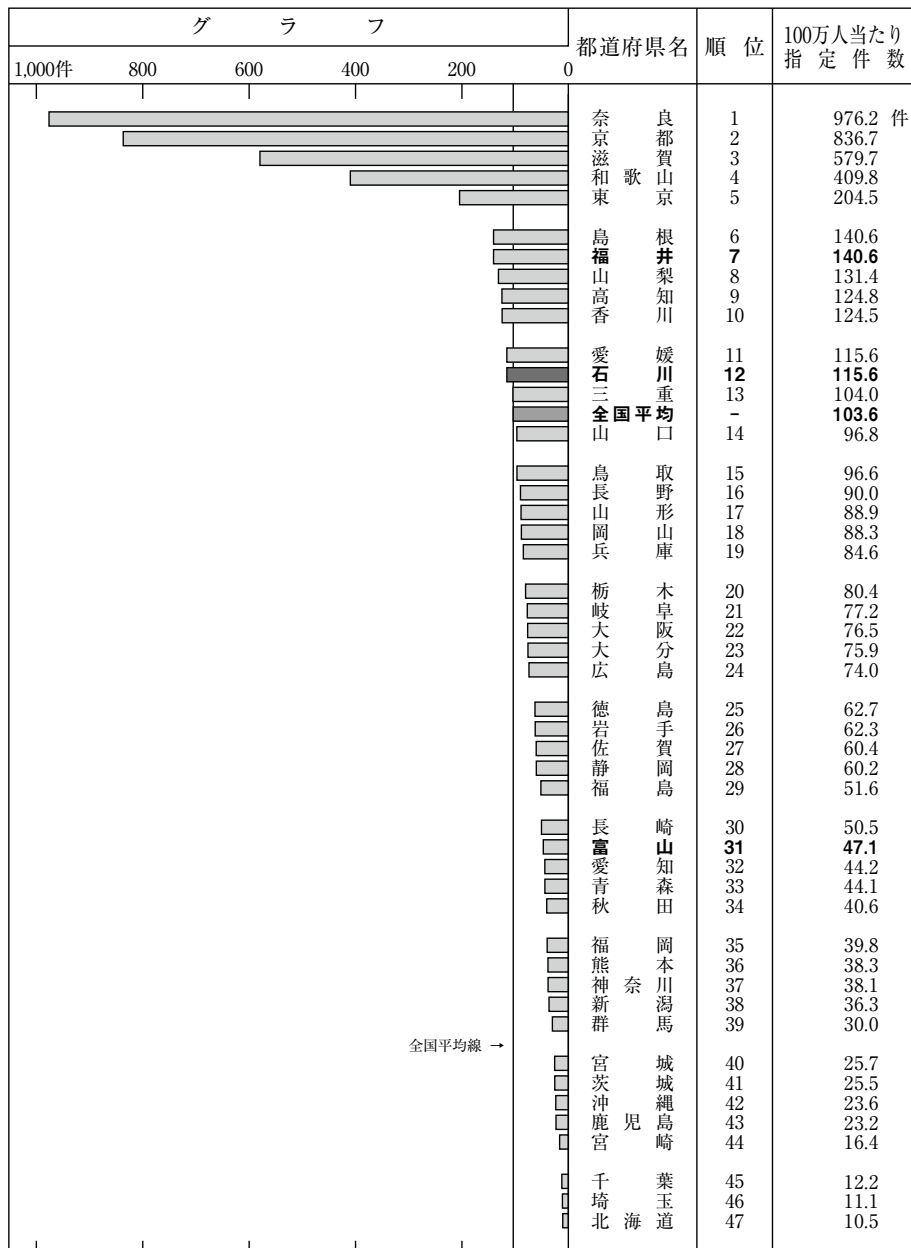 グラフ 都道府県名 順位 100万人当たり指定件数
1,000件 800 600 400 200 0
奈良 1 976.2 件
京都 2 836.7
滋賀 3 579.7
和歌山 4 409.8
東京 5 204.5
島根 6 140.6
福井 7 140.6
山梨 8 131.4
高知 9 124.8
香川 10 124.5
愛媛 11 115.6
石川 12 115.6
三重 13 104.0
全国平均 － 103.6
山口 14 96.8
鳥取 15 96.6
長野 16 90.0
山形 17 88.9
岡山 18 88.3
兵庫 19 84.6
栃木 20 80.4
岐阜 21 77.2
大阪 22 76.5
大分 23 75.9
広島 24 74.0
徳島 25 62.7
岩手 26 62.3
佐賀 27 60.4
静岡 28 60.2
福島 29 51.6
長崎 30 50.5
富山 31 47.1
愛知 32 44.2
青森 33 44.1
秋田 34 40.6
福岡 35 39.8
熊本 36 38.3
神奈川 37 38.1
新潟 38 36.3
群馬 39 30.0
全国平均線 →
宮城 40 25.7
茨城 41 25.5
沖縄 42 23.6
鹿児島 43 23.2
宮崎 44 16.4
千葉 45 12.2
埼玉 46 11.1
北海道 47 10.5